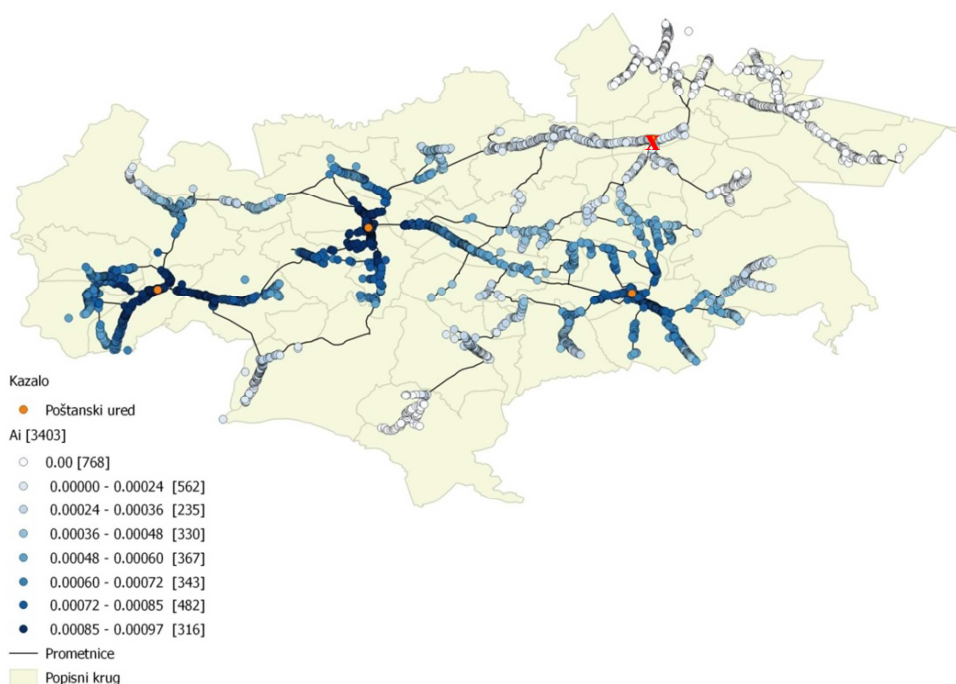 X
Kazalo
Poštanski ured
Ai [3403]
0.00 [768]
0.00000 - 0.00024 [562]
0.00024 - 0.00036 [235]
0.00036 - 0.00048 [330]
0.00048 - 0.00060 [367]
0.00060 - 0.00072 [343]
0.00072 - 0.00085 [482]
0.00085 - 0.00097 [316]
Prometnice
Popisni krug